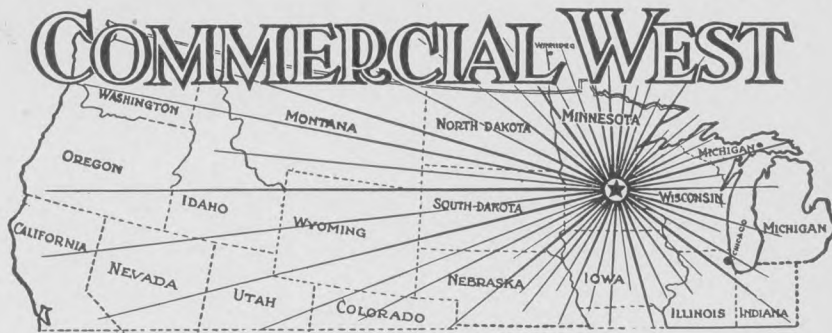 COMMERCIAL WEST
WINNIPEG
WASHINGTON
MONTANA
NORTH DAKOTA
MINNESOTA
MICHIGAN
OREGON
IDAHO
WYOMING
SOUTH-DAKOTA
WISCONSIN
CALIFORNIA
CHICAGO
MICHIGAN
NEVADA
UTAH
COLORADO
NEBRASKA
IOWA
ILLINOIS
INDIANA